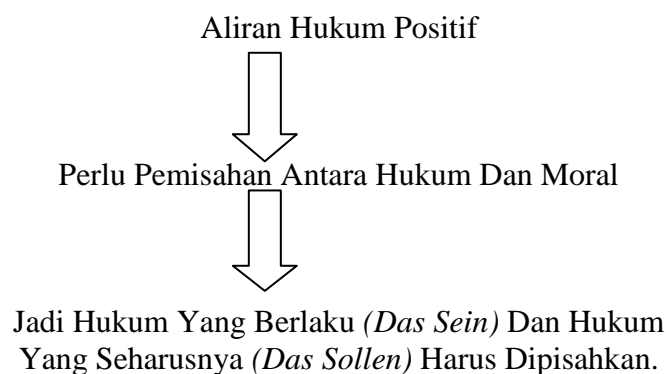 Aliran Hukum Positif
Perlu Pemisahan Antara Hukum Dan Moral
Jadi Hukum Yang Berlaku (Das Sein) Dan Hukum
Yang Seharusnya (Das Sollen) Harus Dipisahkan.